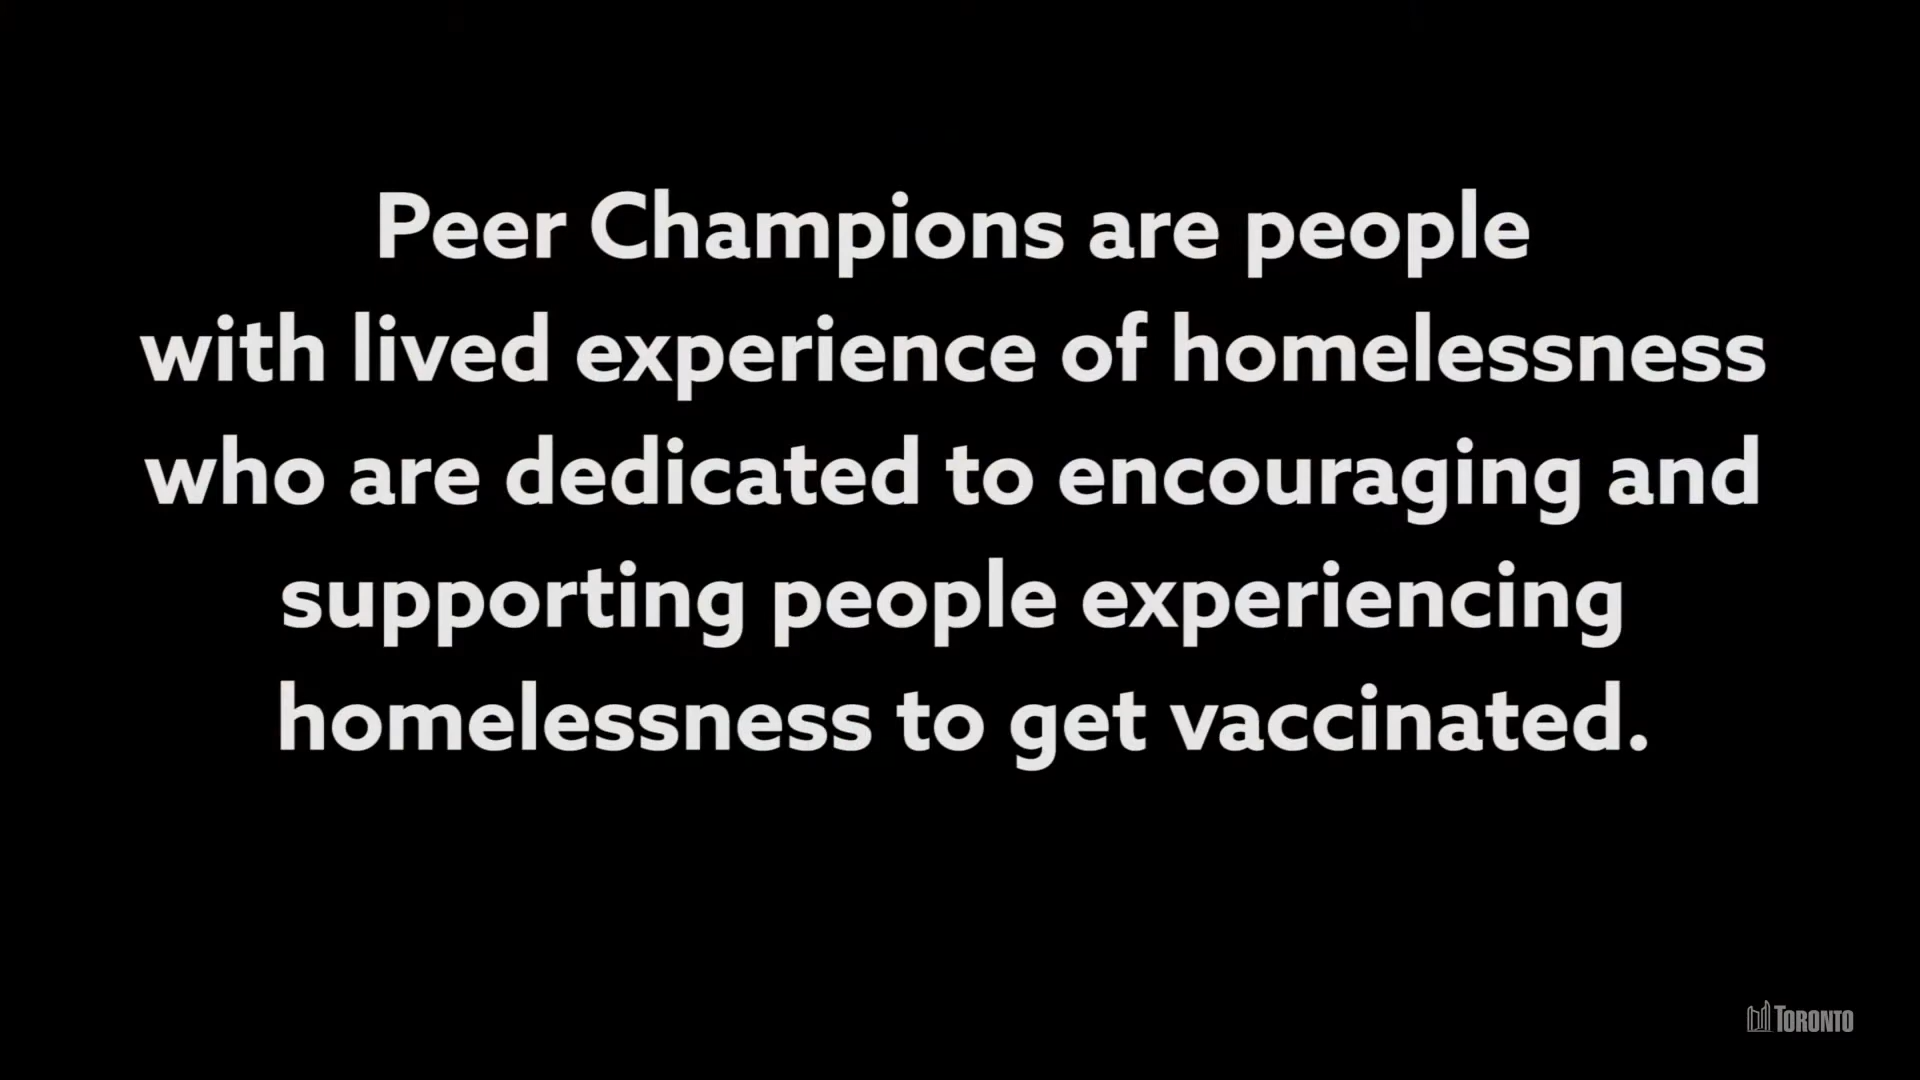 Peer Champions are people
with lived experience of homelessness
who are dedicated to encouraging and
supporting people experiencing
homelessness to get vaccinated.
TORONTO